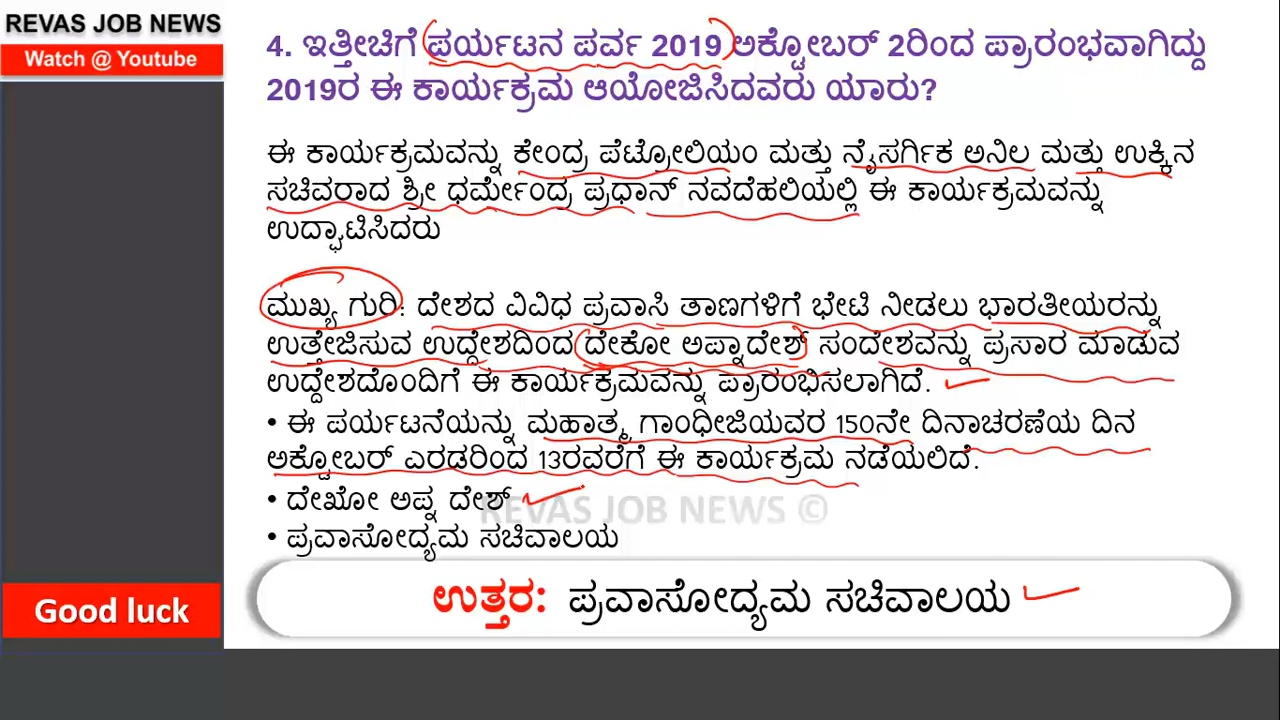 REVAS JOB NEWS
Watch @ Youtube
4. ಇತ್ತೀಚಿಗೆ ಪರ್ಯಟನ ಪರ್ವ 2019 ಅಕ್ಟೋಬರ್ 2ರಿಂದ ಪ್ರಾರಂಭವಾಗಿದ್ದು
2019ರ ಈ ಕಾರ್ಯಕ್ರಮ ಆಯೋಜಿಸಿದವರು ಯಾರು?
ಈ ಕಾರ್ಯಕ್ರಮವನ್ನು ಕೇಂದ್ರ ಪೆಟ್ರೋಲಿಯಂ ಮತ್ತು ನೈಸರ್ಗಿಕ ಅನಿಲ ಮತ್ತು ಉಕ್ಕಿನ
ಸಚಿವರಾದ ಶ್ರೀ ಧರ್ಮೇಂದ್ರ ಪ್ರಧಾನ್ ನವದೆಹಲಿಯಲ್ಲಿ ಈ ಕಾರ್ಯಕ್ರಮವನ್ನು
ಉದ್ಘಾಟಿಸಿದರು
ಮುಖ್ಯ ಗುರಿ: ದೇಶದ ವಿವಿಧ ಪ್ರವಾಸಿ ತಾಣಗಳಿಗೆ ಭೇಟಿ ನೀಡಲು ಭಾರತೀಯರನ್ನು
ಉತ್ತೇಜಿಸುವ ಉದ್ದೇಶದಿಂದ ದೇಕೋ ಅಪ್ನಾದೇಶ್ ಸಂದೇಶವನ್ನು ಪ್ರಸಾರ ಮಾಡುವ
ಉದ್ದೇಶದೊಂದಿಗೆ ಈ ಕಾರ್ಯಕ್ರಮವನ್ನು ಪ್ರಾರಂಭಿಸಲಾಗಿದೆ.
• ಈ ಪರ್ಯಟನೆಯನ್ನು ಮಹಾತ್ಮ ಗಾಂಧೀಜಿಯವರ 150ನೇ ದಿನಾಚರಣೆಯ ದಿನ
ಅಕ್ಟೋಬರ್ ಎರಡರಿಂದ 13ರವರೆಗೆ ಈ ಕಾರ್ಯಕ್ರಮ ನಡೆಯಲಿದೆ.
• ದೇಖೋ ಅಪ್ನ ದೇಶ್
REVAS JOB NEWS ©
• ಪ್ರವಾಸೋದ್ಯಮ ಸಚಿವಾಲಯ
ಉತ್ತರ: ಪ್ರವಾಸೋದ್ಯಮ ಸಚಿವಾಲಯ
Good luck